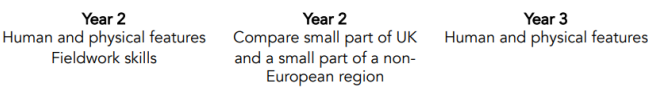 Year 2
Human and physical features
Fieldwork skills
Year 2
Compare small part of UK
and a small part of a non-
European region
Year 3
Human and physical features